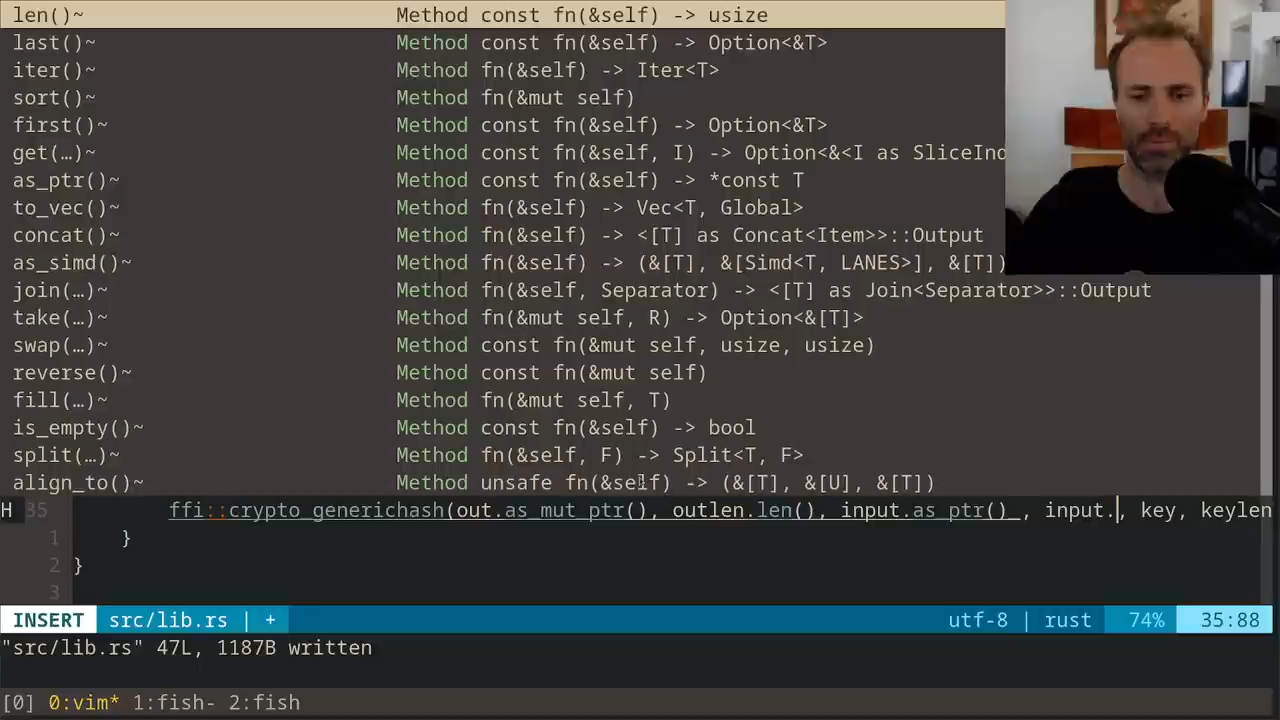 len()~ Method const fn(&self) -> usize
last()~ Method const fn(&self) -> Option<&T>
iter()~ Method fn(&self) -> Iter<T>
sort()~ Method fn(&mut self)
first()~ Method const fn(&self) -> Option<&T>
get(…)~ Method const fn(&self, I) -> Option<&<I as SliceInd
as_ptr()~ Method const fn(&self) -> *const T
to_vec()~ Method fn(&self) -> Vec<T, Global>
concat()~ Method fn(&self) -> <[T] as Concat<Item>>::Output
as_simd()~ Method fn(&self) -> (&[T], &[Simd<T, LANES>], &[T])
join(…)~ Method fn(&self, Separator) -> <[T] as Join<Separator>>::Output
take(…)~ Method fn(&mut self, R) -> Option<&[T]>
swap(…)~ Method const fn(&mut self, usize, usize)
reverse()~ Method const fn(&mut self)
fill(…)~ Method fn(&mut self, T)
is_empty()~ Method const fn(&self) -> bool
split(…)~ Method fn(&self, F) -> Split<T, F>
align_to()~ Method unsafe fn(&self) -> (&[T], &[U], &[T])
H 35 ffi::crypto_generichash(out.as_mut_ptr(), outlen.len(), input.as_ptr()_, input., key, keylen
1 }
2 }
3
INSERT src/lib.rs | + utf-8 | rust 74% 35:88
"src/lib.rs" 47L, 1187B written
[0] 0:vim* 1:fish- 2:fish